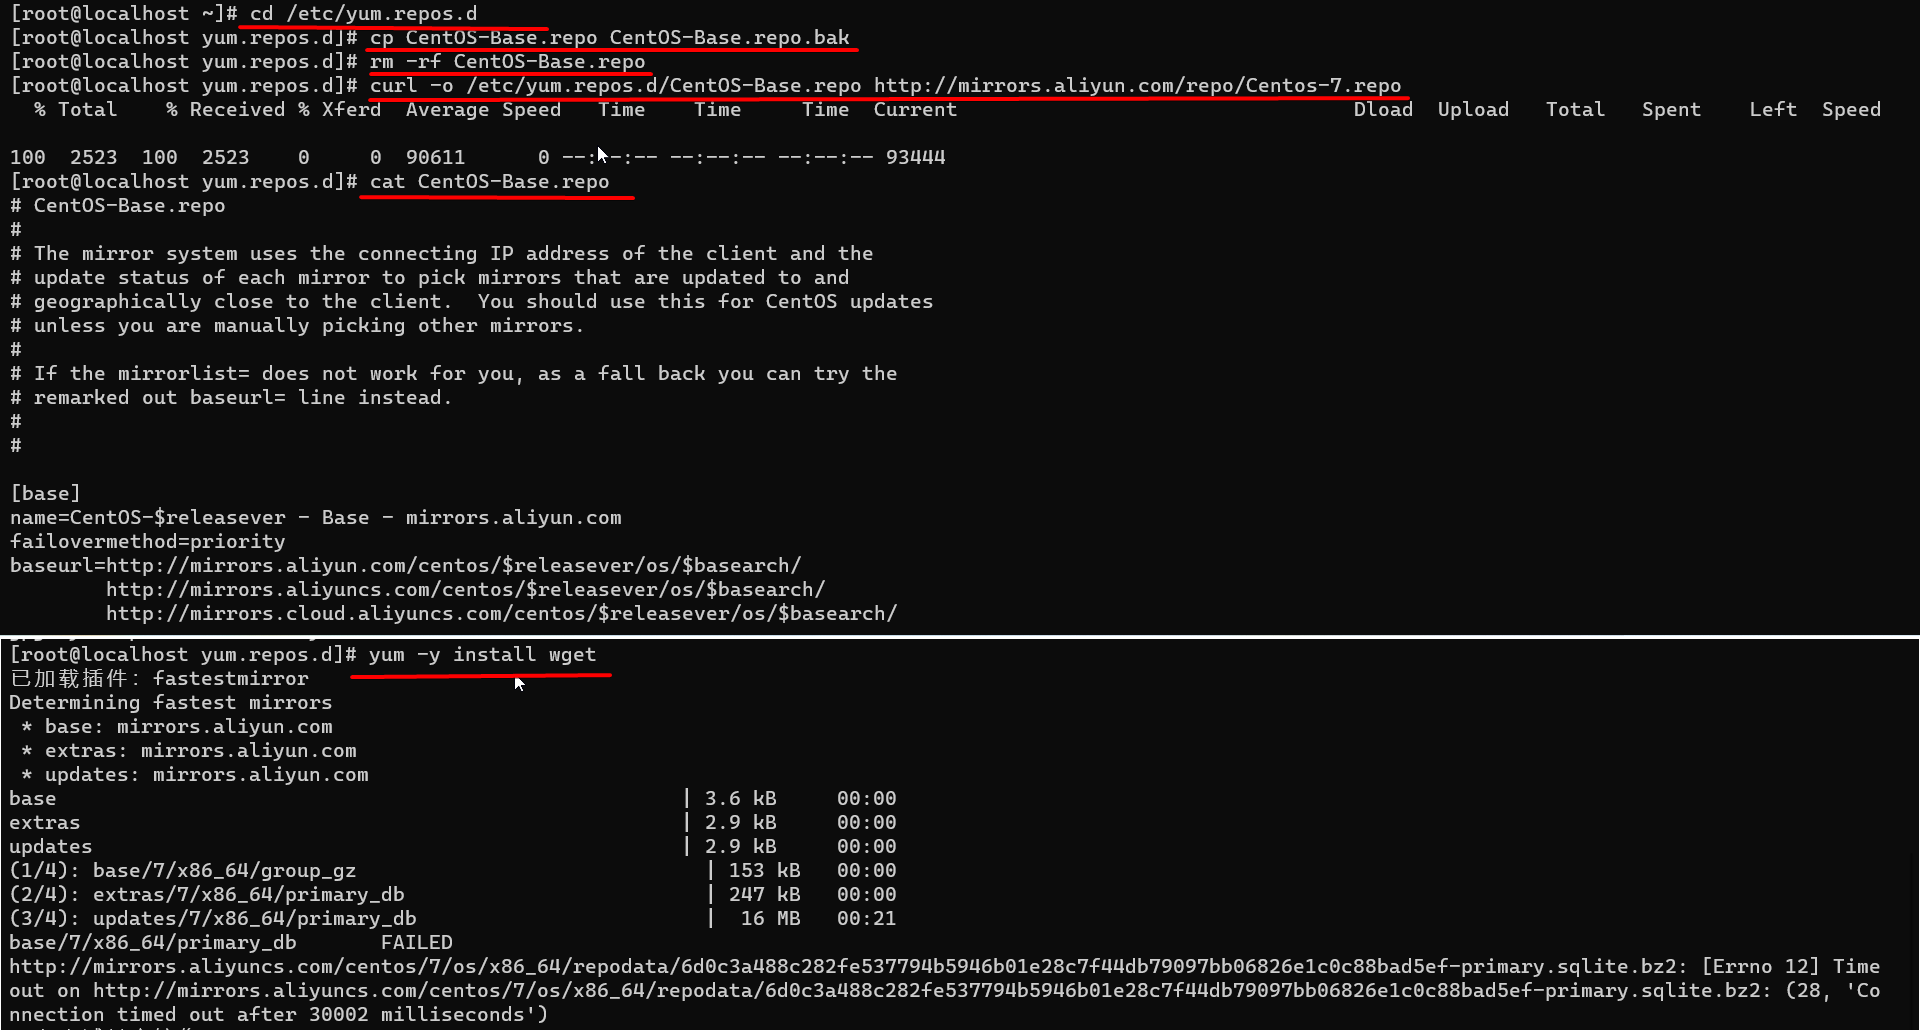 [root@localhost ~]# cd /etc/yum.repos.d
[root@localhost yum.repos.d]# cp CentOS-Base.repo CentOS-Base.repo.bak
[root@localhost yum.repos.d]# rm -rf CentOS-Base.repo
[root@localhost yum.repos.d]# curl -o /etc/yum.repos.d/CentOS-Base.repo http://mirrors.aliyun.com/repo/Centos-7.repo
  % Total    % Received % Xferd  Average Speed   Time    Time     Time  Current                                 Dload  Upload   Total   Spent    Left  Speed
100  2523  100  2523    0     0  90611      0 --:--:-- --:--:-- --:--:-- 93444
[root@localhost yum.repos.d]# cat CentOS-Base.repo
# CentOS-Base.repo
#
# The mirror system uses the connecting IP address of the client and the
# update status of each mirror to pick mirrors that are updated to and
# geographically close to the client.  You should use this for CentOS updates
# unless you are manually picking other mirrors.
#
# If the mirrorlist= does not work for you, as a fall back you can try the
# remarked out baseurl= line instead.
#
#
[base]
name=CentOS-$releasever - Base - mirrors.aliyun.com
failovermethod=priority
baseurl=http://mirrors.aliyun.com/centos/$releasever/os/$basearch/
        http://mirrors.aliyuncs.com/centos/$releasever/os/$basearch/
        http://mirrors.cloud.aliyuncs.com/centos/$releasever/os/$basearch/
[root@localhost yum.repos.d]# yum -y install wget
已加载插件：fastestmirror
Determining fastest mirrors
 * base: mirrors.aliyun.com
 * extras: mirrors.aliyun.com
 * updates: mirrors.aliyun.com
base                                                    | 3.6 kB     00:00
extras                                                  | 2.9 kB     00:00
updates                                                 | 2.9 kB     00:00
(1/4): base/7/x86_64/group_gz                             | 153 kB   00:00
(2/4): extras/7/x86_64/primary_db                         | 247 kB   00:00
(3/4): updates/7/x86_64/primary_db                        |  16 MB   00:21
base/7/x86_64/primary_db       FAILED
http://mirrors.aliyuncs.com/centos/7/os/x86_64/repodata/6d0c3a488c282fe537794b5946b01e28c7f44db79097bb06826e1c0c88bad5ef-primary.sqlite.bz2: [Errno 12] Time
out on http://mirrors.aliyuncs.com/centos/7/os/x86_64/repodata/6d0c3a488c282fe537794b5946b01e28c7f44db79097bb06826e1c0c88bad5ef-primary.sqlite.bz2: (28, 'Co
nnection timed out after 30002 milliseconds')